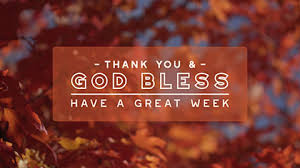 - THANK YOU & -
GOD BLESS
HAVE A GREAT WEEK